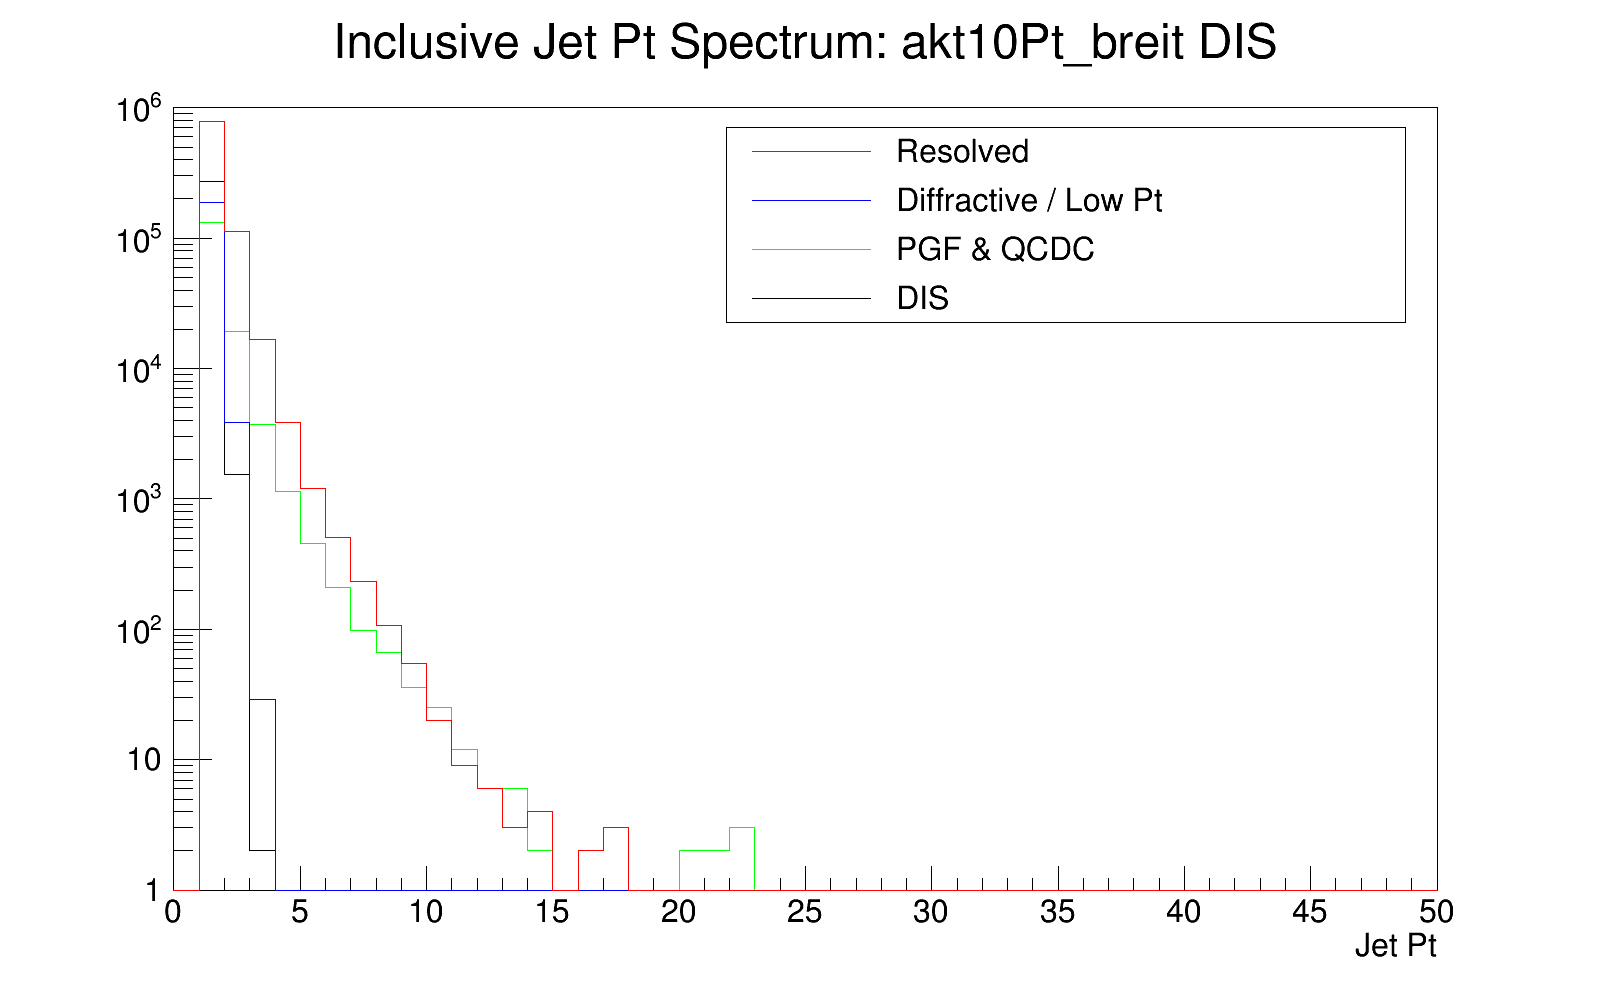 Inclusive Jet Pt Spectrum: akt10Pt_breit DIS
10^6
10^5
10^4
10^3
10^2
10
1
Resolved
Diffractive / Low Pt
PGF & QCDC
DIS
0 5 10 15 20 25 30 35 40 45 50
Jet Pt